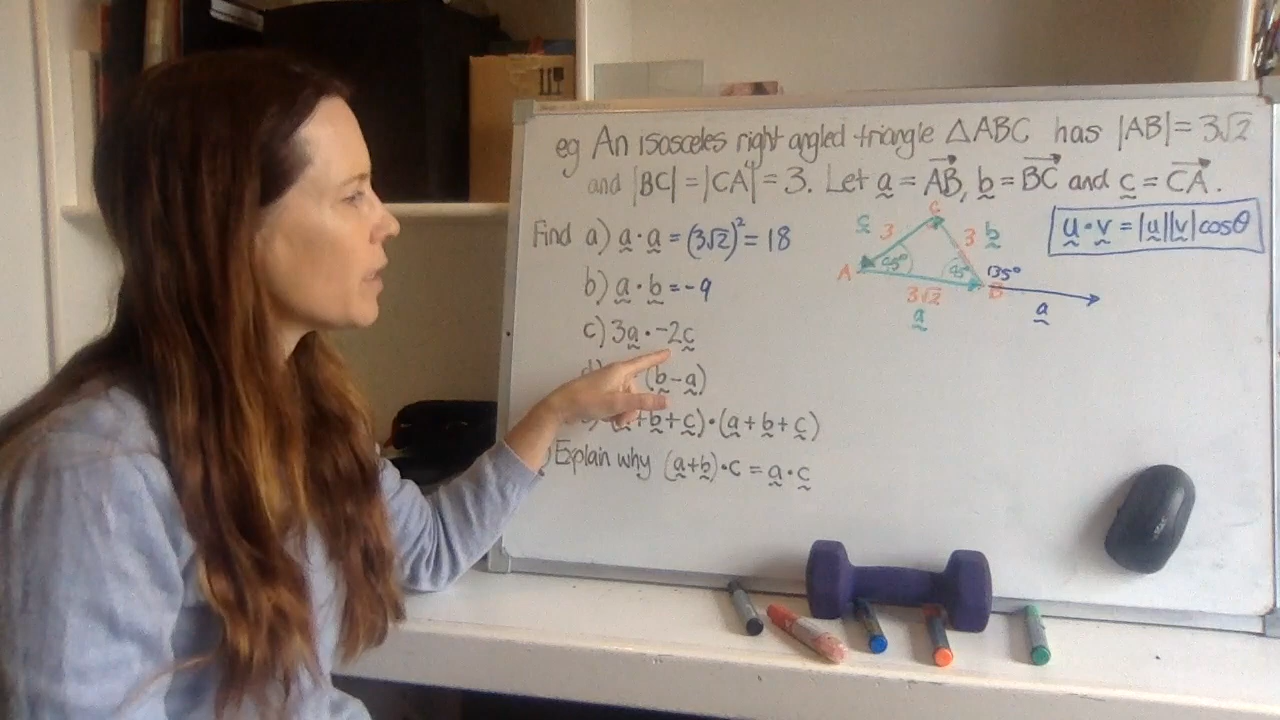 eg An isosceles right angled triangle △ABC has |AB| = 3√2
and |BC| = |CA| = 3. Let a = AB, b = BC and c = CA.
Find a) a · a = (3√2)² = 18
b) a · b = -9
c) 3a · -2c
(b - a)
+b+c) · (a + b + c)
Explain why (a+b) · c = a · c
u · v = |u||v| cosθ
C
c 3 3 b
A 45° 45° 135°
B
3√2
a a